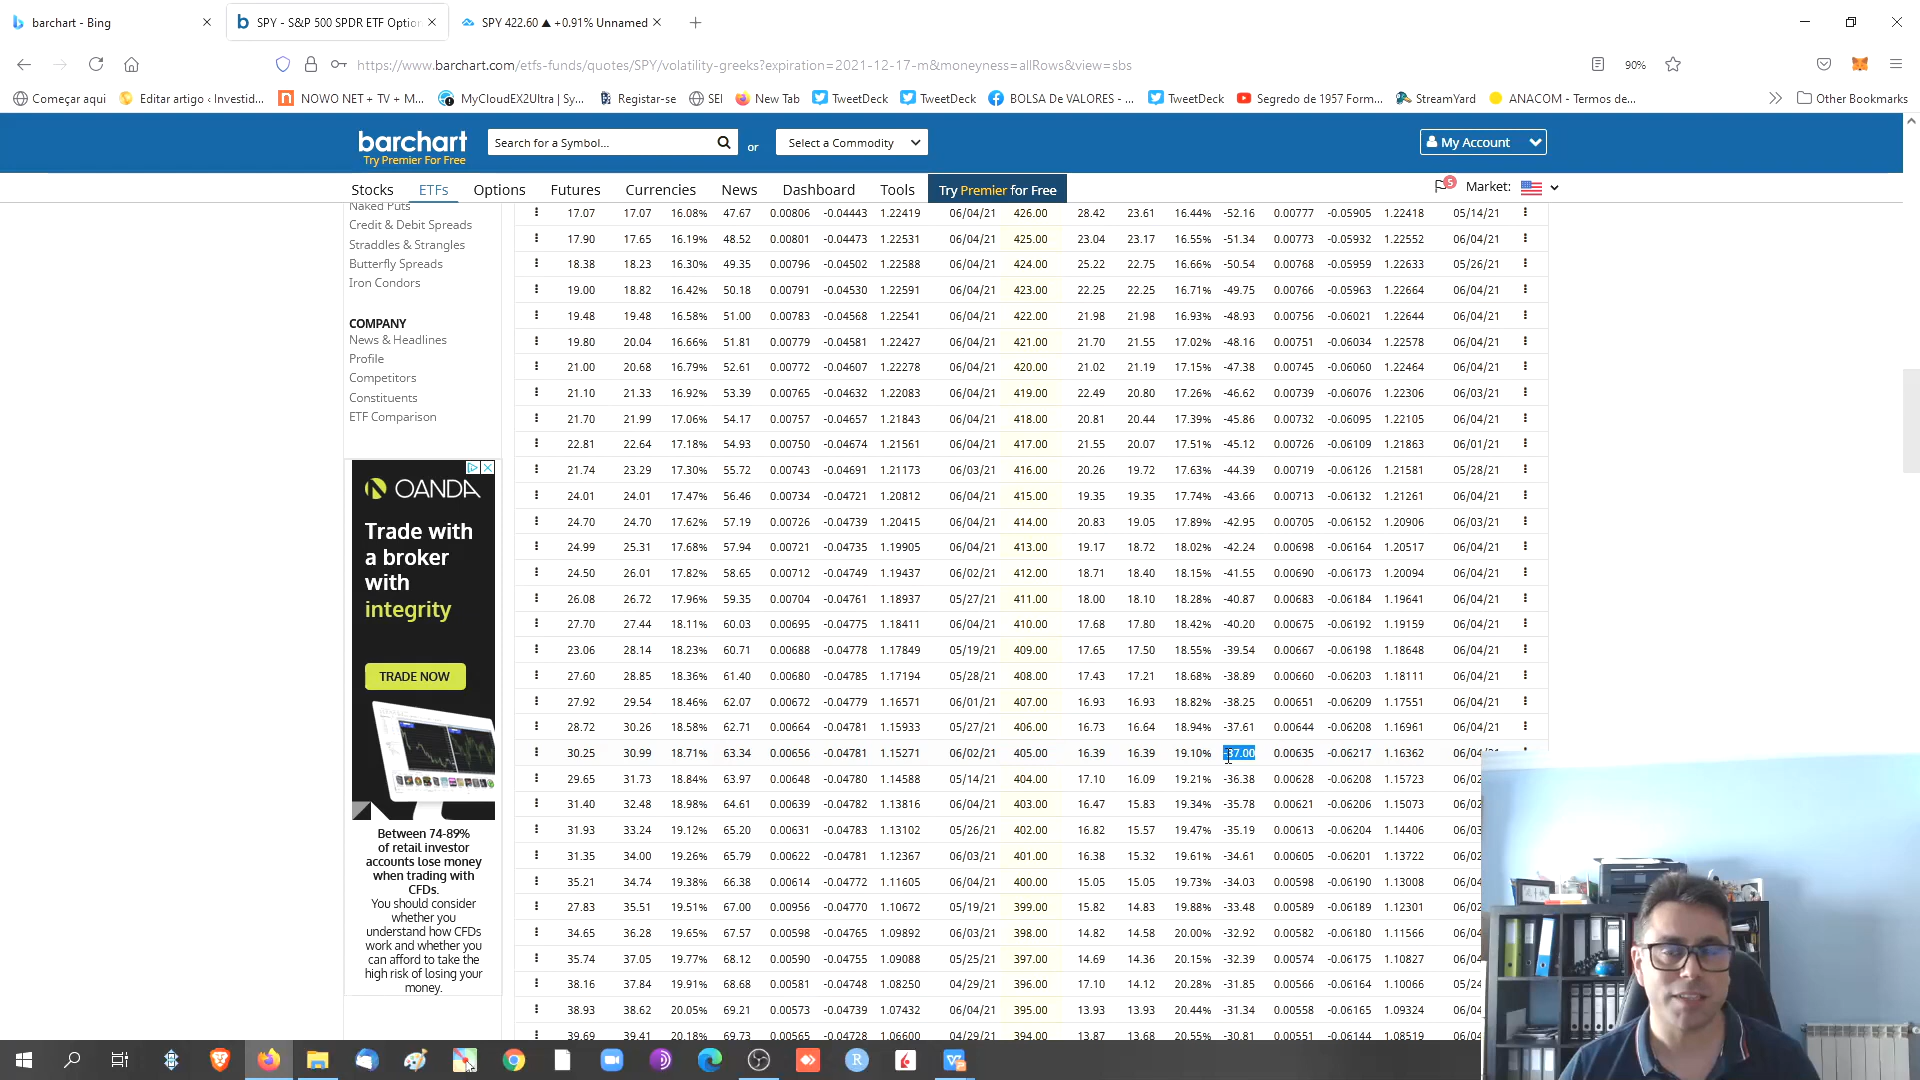 barchart - Bing
SPY - S&P 500 SPDR ETF Optio
SPY 422.60 ▲ +0.91% Unnamed
https://www.barchart.com/etfs-funds/quotes/SPY/volatility-greeks?expiration=2021-12-17-m&moneyness=allRows&view=sbs
90%
Começar aqui
Editar artigo ‹ Investid...
NOWO NET + TV + M...
MyCloudEX2Ultra | Sy...
Registar-se
SEI
New Tab
TweetDeck
TweetDeck
BOLSA De VALORES - ...
TweetDeck
Segredo de 1957 Form...
StreamYard
ANACOM - Termos de...
Other Bookmarks
barchart
Try Premier For Free
Search for a Symbol...
or
Select a Commodity
My Account
Stocks ETFs Options Futures Currencies News Dashboard Tools Try Premier for Free
5
Market:
Naked Puts
Credit & Debit Spreads
Straddles & Strangles
Butterfly Spreads
Iron Condors
COMPANY
News & Headlines
Profile
Competitors
Constituents
ETF Comparison
OANDA
Trade with
a broker
with
integrity
TRADE NOW
Between 74-89%
of retail investor
accounts lose money
when trading with
CFDs.
You should consider
whether you
understand how CFDs
work and whether you
can afford to take the
high risk of losing your
money.
17.07 17.07 16.08% 47.67 0.00806 -0.04443 1.22419 06/04/21 426.00 28.42 23.61 16.44% -52.16 0.00777 -0.05905 1.22418 05/14/21
17.90 17.65 16.19% 48.52 0.00801 -0.04473 1.22531 06/04/21 425.00 23.04 23.17 16.55% -51.34 0.00773 -0.05932 1.22552 06/04/21
18.38 18.23 16.30% 49.35 0.00796 -0.04502 1.22588 06/04/21 424.00 25.22 22.75 16.66% -50.54 0.00768 -0.05959 1.22633 05/26/21
19.00 18.82 16.42% 50.18 0.00791 -0.04530 1.22591 06/04/21 423.00 22.25 22.25 16.71% -49.75 0.00766 -0.05963 1.22664 06/04/21
19.48 19.48 16.58% 51.00 0.00783 -0.04568 1.22541 06/04/21 422.00 21.98 21.98 16.93% -48.93 0.00756 -0.06021 1.22644 06/04/21
19.80 20.04 16.66% 51.81 0.00779 -0.04581 1.22427 06/04/21 421.00 21.70 21.55 17.02% -48.16 0.00751 -0.06034 1.22578 06/04/21
21.00 20.68 16.79% 52.61 0.00772 -0.04607 1.22278 06/04/21 420.00 21.02 21.19 17.15% -47.38 0.00745 -0.06060 1.22464 06/04/21
21.10 21.33 16.92% 53.39 0.00765 -0.04632 1.22083 06/04/21 419.00 22.49 20.80 17.26% -46.62 0.00739 -0.06076 1.22306 06/03/21
21.70 21.99 17.06% 54.17 0.00757 -0.04657 1.21843 06/04/21 418.00 20.81 20.44 17.39% -45.86 0.00732 -0.06095 1.22105 06/04/21
22.81 22.64 17.18% 54.93 0.00750 -0.04674 1.21561 06/04/21 417.00 21.55 20.07 17.51% -45.12 0.00726 -0.06109 1.21863 06/01/21
21.74 23.29 17.30% 55.72 0.00743 -0.04691 1.21173 06/03/21 416.00 20.26 19.72 17.63% -44.39 0.00719 -0.06126 1.21581 05/28/21
24.01 24.01 17.47% 56.46 0.00734 -0.04721 1.20812 06/04/21 415.00 19.35 19.35 17.74% -43.66 0.00713 -0.06132 1.21261 06/04/21
24.70 24.70 17.62% 57.19 0.00726 -0.04739 1.20415 06/04/21 414.00 20.83 19.05 17.89% -42.95 0.00705 -0.06152 1.20906 06/03/21
24.99 25.31 17.68% 57.94 0.00721 -0.04735 1.19905 06/04/21 413.00 19.17 18.72 18.02% -42.24 0.00698 -0.06164 1.20517 06/04/21
24.50 26.01 17.82% 58.65 0.00712 -0.04749 1.19437 06/02/21 412.00 18.71 18.40 18.15% -41.55 0.00690 -0.06173 1.20094 06/04/21
26.08 26.72 17.96% 59.35 0.00704 -0.04761 1.18937 05/27/21 411.00 18.00 18.10 18.28% -40.87 0.00683 -0.06184 1.19641 06/04/21
27.70 27.44 18.11% 60.03 0.00695 -0.04775 1.18411 06/04/21 410.00 17.68 17.80 18.42% -40.20 0.00675 -0.06192 1.19159 06/04/21
23.06 28.14 18.23% 60.71 0.00688 -0.04778 1.17849 05/19/21 409.00 17.65 17.50 18.55% -39.54 0.00667 -0.06198 1.18648 06/04/21
27.60 28.85 18.36% 61.40 0.00680 -0.04785 1.17194 05/28/21 408.00 17.43 17.21 18.68% -38.89 0.00660 -0.06203 1.18111 06/04/21
27.92 29.54 18.46% 62.07 0.00672 -0.04779 1.16571 06/01/21 407.00 16.93 16.93 18.82% -38.25 0.00651 -0.06209 1.17551 06/04/21
28.72 30.26 18.58% 62.71 0.00664 -0.04781 1.15933 05/27/21 406.00 16.73 16.64 18.94% -37.61 0.00644 -0.06208 1.16961 06/04/21
30.25 30.99 18.71% 63.34 0.00656 -0.04781 1.15271 06/02/21 405.00 16.39 16.39 19.10% -37.00 0.00635 -0.06217 1.16362 06/04/21
29.65 31.73 18.84% 63.97 0.00648 -0.04780 1.14588 05/14/21 404.00 17.10 16.09 19.21% -36.38 0.00628 -0.06208 1.15723 06/02
31.40 32.48 18.98% 64.61 0.00639 -0.04782 1.13816 06/04/21 403.00 16.47 15.83 19.34% -35.78 0.00621 -0.06206 1.15073 06/02
31.93 33.24 19.12% 65.20 0.00631 -0.04783 1.13102 05/26/21 402.00 16.82 15.57 19.47% -35.19 0.00613 -0.06204 1.14406 06/03
31.35 34.00 19.26% 65.79 0.00622 -0.04781 1.12367 06/03/21 401.00 16.38 15.32 19.61% -34.61 0.00605 -0.06201 1.13722 06/02
35.21 34.74 19.38% 66.38 0.00614 -0.04772 1.11605 06/04/21 400.00 15.05 15.05 19.73% -34.03 0.00598 -0.06190 1.13008 06/04
27.83 35.51 19.51% 67.00 0.00956 -0.04770 1.10672 05/19/21 399.00 15.82 14.83 19.88% -33.48 0.00589 -0.06189 1.12301 06/02
34.65 36.28 19.65% 67.57 0.00598 -0.04765 1.09892 06/03/21 398.00 14.82 14.58 20.00% -32.92 0.00582 -0.06180 1.11566 06/04
35.74 37.05 19.77% 68.12 0.00590 -0.04755 1.09088 05/25/21 397.00 14.69 14.36 20.15% -32.39 0.00574 -0.06175 1.10827 06/04
38.16 37.84 19.91% 68.68 0.00581 -0.04748 1.08250 04/29/21 396.00 17.10 14.12 20.28% -31.85 0.00566 -0.06164 1.10066 05/24
38.93 38.62 20.05% 69.21 0.00573 -0.04739 1.07432 06/04/21 395.00 13.93 13.93 20.44% -31.34 0.00558 -0.06165 1.09324 06/04
39.69 39.41 20.18% 69.73 0.00565 -0.04728 1.06600 04/29/21 394.00 13.87 13.68 20.55% -30.81 0.00551 -0.06145 1.08519 06/04